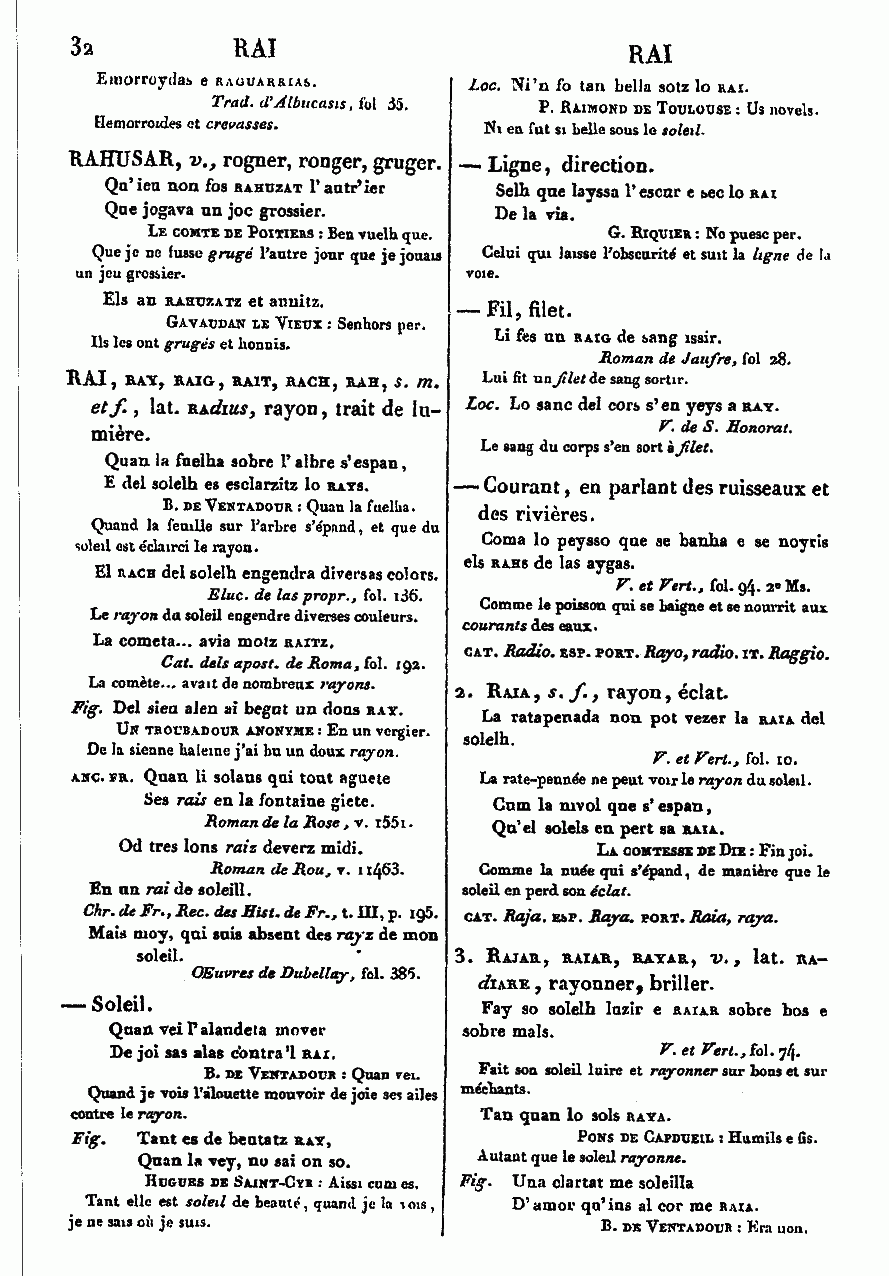 32 RAI
RAI
Emorroydas e RAGUARRIAS.
Trad. d'Albucasis, fol 35.
Hemorroïdes et crevasses.
RAHUSAR, v., rogner, ronger, gruger.
Qu'ieu non fos RAHUZAT l'autr'ier
Que jogava un joc grossier.
LE COMTE DE POITIERS : Ben vuelh que.
Que je ne fusse grugé l'autre jour que je jouais
un jeu grossier.
Els an RAHUZATZ et aunitz.
GAVAUDAN LE VIEUX : Senhors per.
Ils les ont grugés et honnis.
RAI, RAY, RAIG, RAIT, RACH, RAH, s. m.
et f., lat. RADIUS, rayon, trait de lu-
mière.
Quan la fuelha sobre l'albre s'espan,
E del solelh es esclarzitz lo RAYS.
B. DE VENTADOUR : Quan la fuelha.
Quand la feuille sur l'arbre s'épand, et que du
soleil est éclairci le rayon.
El RACH del solelh engendra diversas colors.
Eluc. de las propr., fol. 136.
Le rayon du soleil engendre diverses couleurs.
La cometa... avia motz RAITZ.
Cat. dels apost. de Roma, fol. 192.
La comète... avait de nombreux rayons.
Fig. Del sieu alen ai begut un dous RAY.
UN TROUBADOUR ANONYME : En un vergier.
De la sienne haleine j'ai bu un doux rayon.
ANC. FR. Quan li solaus qui tout aguete
Ses rais en la fontaine giete.
Roman de la Rose, v. 1551.
Od tres lons raiz deverz midi.
Roman de Rou, v. 11463.
En un rai de soleill.
Chr. de Fr., Rec. des Hist. de Fr., t. III, p. 195.
Mais moy, qui suis absent des rayz de mon
soleil.
Œuvres de Dubellay, fol. 385.
— Soleil.
Quan vei l'alandeta mover
De joi sas alas contra'l RAI.
B. DE VENTADOUR : Quan vei.
Quand je vois l'alouette mouvoir de joie ses ailes
contre le rayon.
Fig. Tant es de beutatz RAY,
Quan la vey, no sai on so.
HUGUES DE SAINT-CYR : Aissi cum es.
Tant elle est soleil de beauté, quand je la vois,
je ne sais où je suis.
Loc. Ni'n fo tan bella sotz lo RAI.
P. RAIMOND DE TOULOUSE : Us novels.
Ni en fut si belle sous le soleil.
— Ligne, direction.
Selh que layssa l'escur e sec lo RAI
De la via.
G. RIQUIER : No puesc per.
Celui qui laisse l'obscurité et suit la ligne de la
voie.
— Fil, filet.
Li fes un RAIG de sang issir.
Roman de Jaufre, fol 28.
Lui fit un filet de sang sortir.
Loc. Lo sanc del cors s'en yeys a RAY.
V. de S. Honorat.
Le sang du corps s'en sort à filet.
— Courant, en parlant des ruisseaux et
des rivières.
Coma lo peysso que se banha e se noyris
els RAHS de las aygas.
V. et Vert., fol. 94. 2e Ms.
Comme le poisson qui se baigne et se nourrit aux
courants des eaux.
CAT. Radio. ESP. PORT. Rayo, radio. IT. Raggio.
2. RAIA, s. f., rayon, éclat.
La ratapenada non pot vezer la RAIA del
solelh.
V. et Vert., fol. 10.
La rate-pennée ne peut voir le rayon du soleil.
Cum la nivol que s'espan,
Qu'el solels en pert sa RAIA.
LA COMTESSE DE DIE : Fin joi.
Comme la nuée qui s'épand, de manière que le
soleil en perd son éclat.
CAT. Raja. ESP. Raya. PORT. Raia, raya.
3. RAJAR, RAIAR, RAYAR, v., lat. RA-
DIARE, rayonner, briller.
Fay so solelh luzir e RAIAR sobre bos e
sobre mals.
V. et Vert., fol. 74.
Fait son soleil luire et rayonner sur bons et sur
méchants.
Tan quan lo sols RAYA.
PONS DE CAPDUEIL : Humils e fis.
Autant que le soleil rayonne.
Fig. Una clartat me soleilla
D'amor qu'ins al cor me RAIA.
B. DE VENTADOUR : Era non.